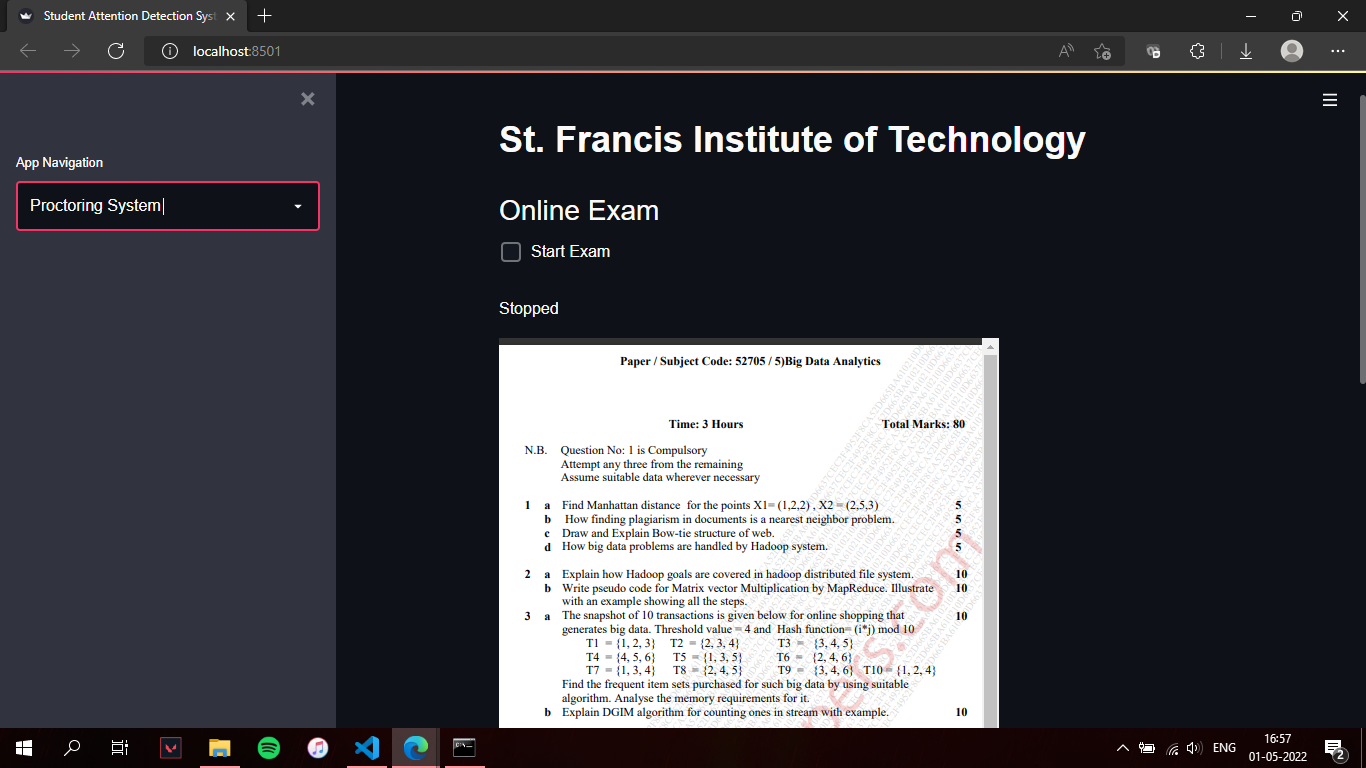 Student Attention Detection Syst
localhost:8501
App Navigation
Proctoring System
St. Francis Institute of Technology
Online Exam
Start Exam
Stopped
Paper / Subject Code: 52705 / 5)Big Data Analytics
Time: 3 Hours Total Marks: 80
N.B. Question No: 1 is Compulsory
Attempt any three from the remaining
Assume suitable data wherever necessary
1 a Find Manhattan distance for the points X1= (1,2,2) , X2 = (2,5,3) 5
b How finding plagiarism in documents is a nearest neighbor problem. 5
c Draw and Explain Bow-tie structure of web. 5
d How big data problems are handled by Hadoop system. 5
2 a Explain how Hadoop goals are covered in hadoop distributed file system. 10
b Write pseudo code for Matrix vector Multiplication by MapReduce. Illustrate 10
with an example showing all the steps.
3 a The snapshot of 10 transactions is given below for online shopping that 10
generates big data. Threshold value = 4 and Hash function= (i*j) mod 10
T1 = {1, 2, 3} T2 = {2, 3, 4} T3 = {3, 4, 5}
T4 = {4, 5, 6} T5 = {1, 3, 5} T6 = {2, 4, 6}
T7 = {1, 3, 4} T8 = {2, 4, 5} T9 = {3, 4, 6} T10= {1, 2, 4}
Find the frequent item sets purchased for such big data by using suitable
algorithm. Analyse the memory requirements for it.
b Explain DGIM algorithm for counting ones in stream with example. 10
pers.com
ENG
16:57
01-05-2022
2